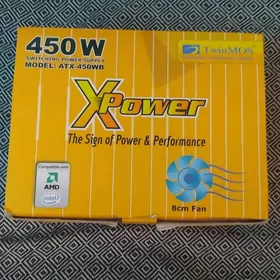 450 W
SWITCHING POWER SUPPLY
MODEL: ATX-450WB
TwinMOS
XPower
The Sign of Power & Performance
Compatible with
AMD
intel
8cm Fan